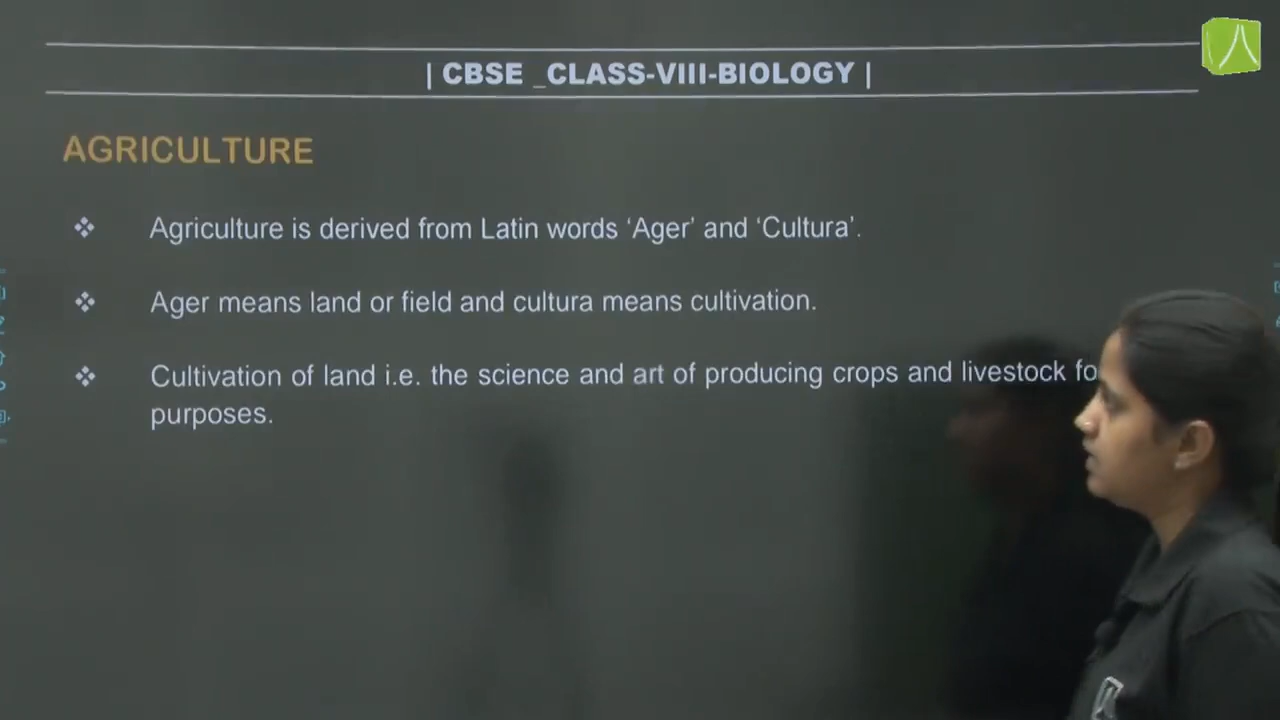 | CBSE _CLASS-VIII-BIOLOGY |
AGRICULTURE
❖ Agriculture is derived from Latin words ‘Ager’ and ‘Cultura’.
❖ Ager means land or field and cultura means cultivation.
❖ Cultivation of land i.e. the science and art of producing crops and livestock
purposes.